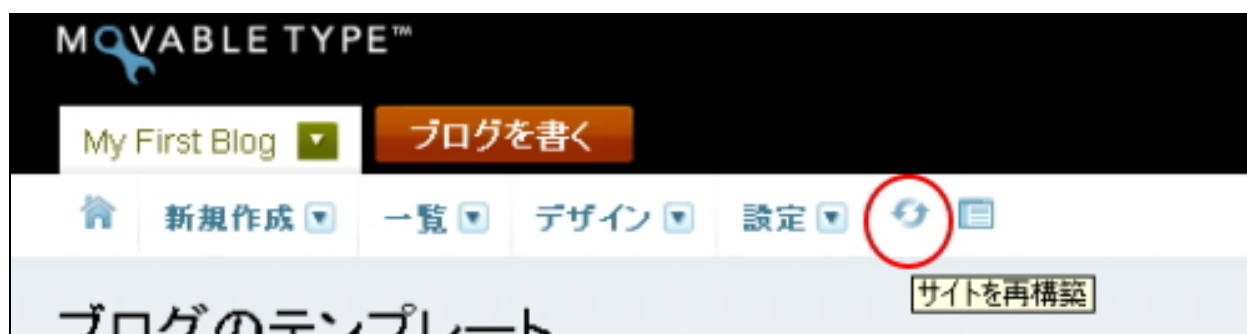 MOVABLE TYPE™
My First Blog ブログを書く
新規作成 一覧 デザイン 設定
サイトを再構築
ブログのテンプレート